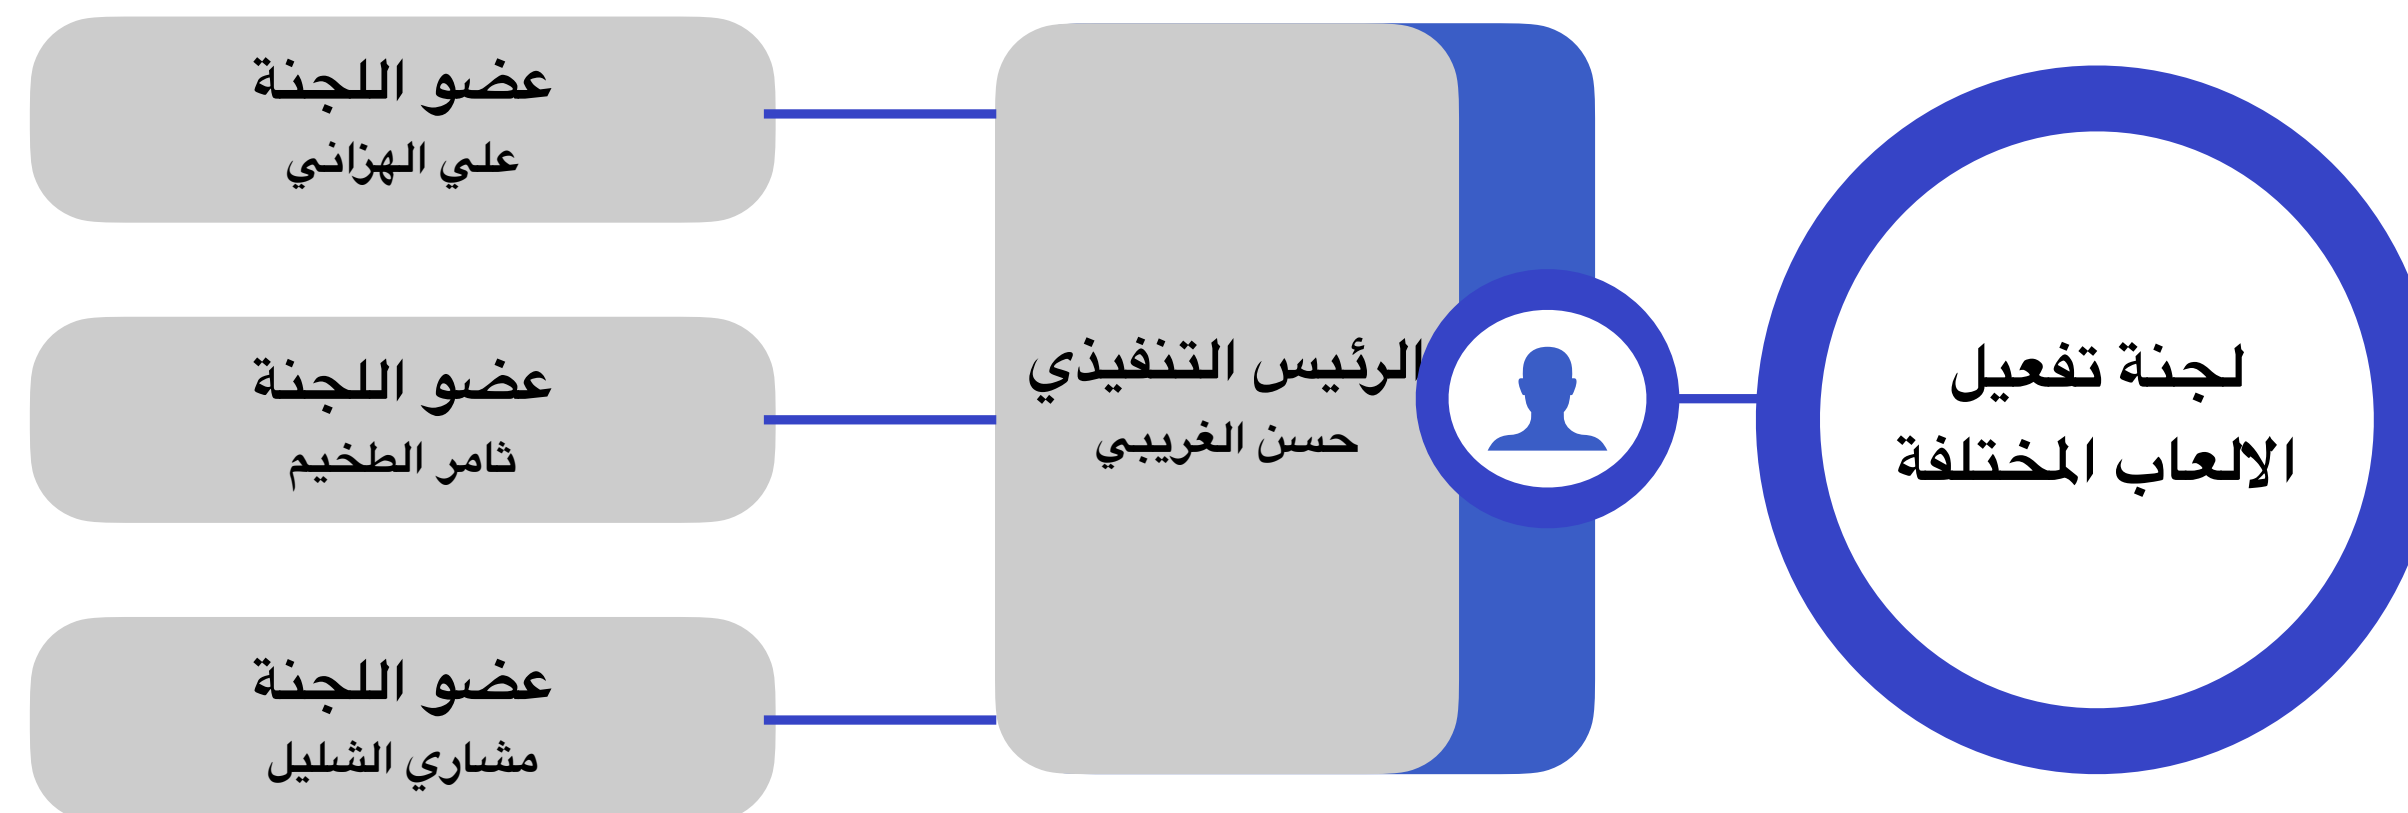 لجنة تفعيل
الالعاب المختلفة
الرئيس التنفيذي
حسن الغريبي
عضو اللجنة
علي الهزاني
عضو اللجنة
ثامر الطخيم
عضو اللجنة
مشاري الشليل